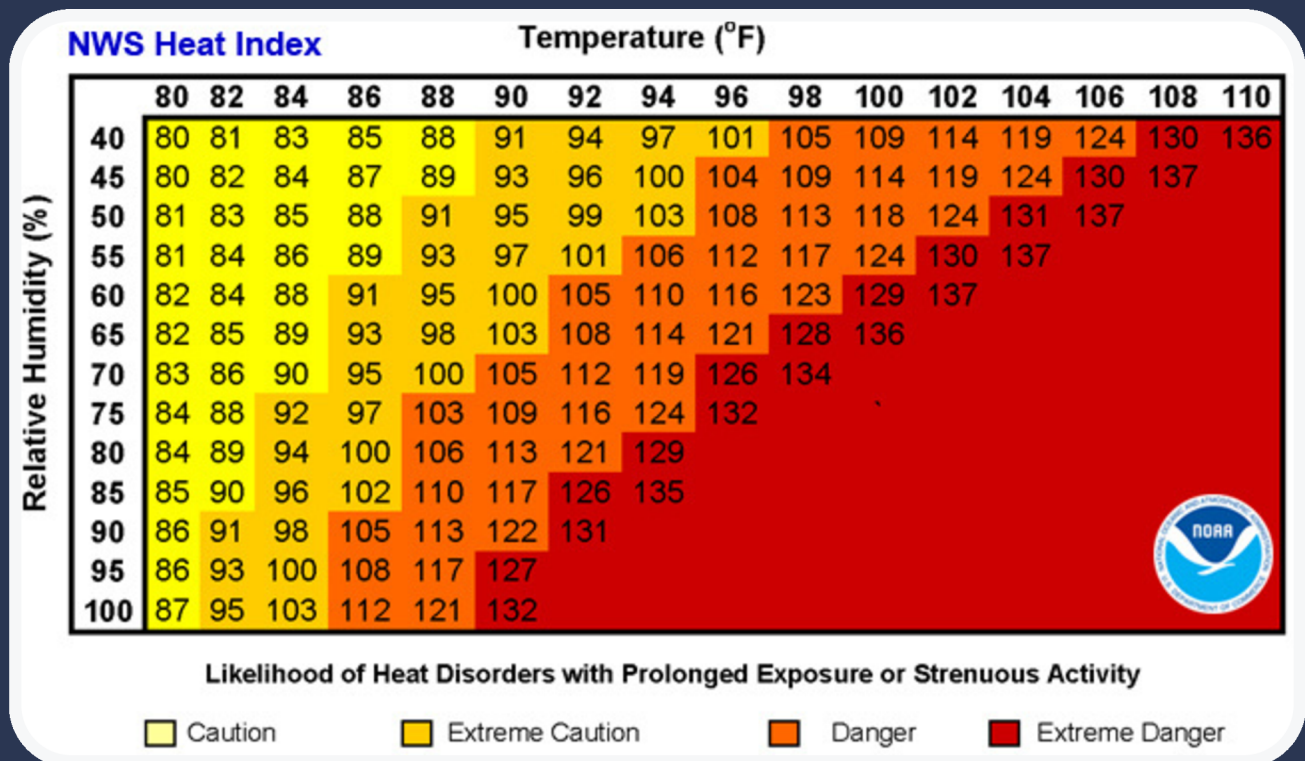 NWS Heat Index
Temperature (°F)
80 82 84 86 88 90 92 94 96 98 100 102 104 106 108 110
Relative Humidity (%)
40 80 81 83 85 88 91 94 97 101 105 109 114 119 124 130 136
45 80 82 84 87 89 93 96 100 104 109 114 119 124 130 137
50 81 83 85 88 91 95 99 103 108 113 118 124 131 137
55 81 84 86 89 93 97 101 106 112 117 124 130 137
60 82 84 88 91 95 100 105 110 116 123 129 137
65 82 85 89 93 98 103 108 114 121 128 136
70 83 86 90 95 100 105 112 119 126 134
75 84 88 92 97 103 109 116 124 132
80 84 89 94 100 106 113 121 129
85 85 90 96 102 110 117 126 135
90 86 91 98 105 113 122 131
95 86 93 100 108 117 127
100 87 95 103 112 121 132
NATIONAL OCEANIC AND ATMOSPHERIC ADMINISTRATION
NOAA
U.S. DEPARTMENT OF COMMERCE
Likelihood of Heat Disorders with Prolonged Exposure or Strenuous Activity
Caution Extreme Caution Danger Extreme Danger